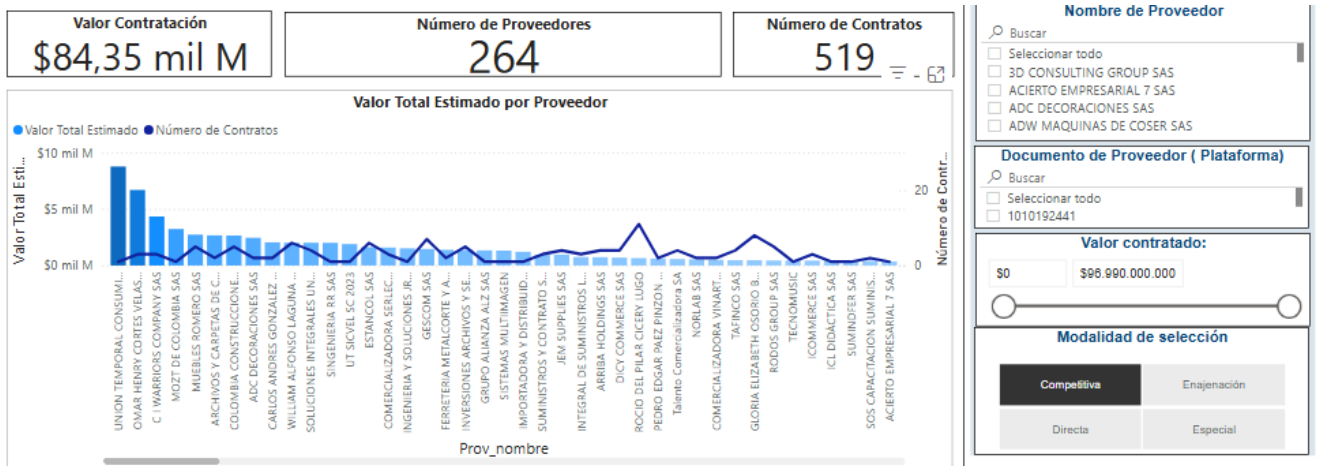 Valor Contratación
$84,35 mil M
Número de Proveedores
264
Número de Contratos
519
Valor Total Estimado por Proveedor
Valor Total Estimado Número de Contratos
Valor Total Esti...
$10 mil M
$5 mil M
$0 mil M
20
0
Número de Contr...
UNION TEMPORAL CONSUMI...
OMAR HENRY CORTES VELAS...
C I WARRIORS COMPANY SAS
MOZT DE COLOMBIA SAS
MUEBLES ROMERO SAS
ARCHIVOS Y CARPETAS DE C...
COLOMBIA CONSTRUCCIONE...
ADC DECORACIONES SAS
CARLOS ANDRES GONZALEZ ...
WILLIAM ALFONSO LAGUNA ...
SOLUCIONES INTEGRALES UN...
SINGENIERIA RR SAS
UT SICVEL SLC 2023
ESTANCOL SAS
COMERCIALIZADORA SERLEC...
INGENIERIA Y SOLUCIONES JR...
GESCOM SAS
FERRETERIA METALCORTE Y A...
INVERSIONES ARCHIVOS Y SE...
GRUPO ALIANZA ALZ SAS
SISTEMAS MULTIIMAGEN
IMPORTADORA Y DISTRIBUID...
SUMINISTROS Y CONTRATO S...
JEM SUPPLIES SAS
INTEGRAL DE SUMINISTROS L...
ARRIBA HOLDINGS SAS
DICY COMMERCE SAS
ROCIO DEL PILAR CICERY LUGO
PEDRO EDGAR PAEZ PINZON ...
Talento Comercializadora SA
NORLAB SAS
COMERCIALIZADORA VINART...
TAFINCO SAS
GLORIA ELIZABETH OSORIO B...
RODOS GROUP SAS
TECNOMUSIC
ICOMMERCE SAS
ICL DIDÁCTICA SAS
SUMINDFER SAS
SOS CAPACITACION SUMINIS...
ACIERTO EMPRESARIAL 7 SAS
Prov_nombre
Nombre de Proveedor
Buscar
Seleccionar todo
3D CONSULTING GROUP SAS
ACIERTO EMPRESARIAL 7 SAS
ADC DECORACIONES SAS
ADW MAQUINAS DE COSER SAS
Documento de Proveedor ( Plataforma)
Buscar
Seleccionar todo
1010192441
Valor contratado:
$0 $96.990.000.000
Modalidad de selección
Competitiva Enajenación
Directa Especial